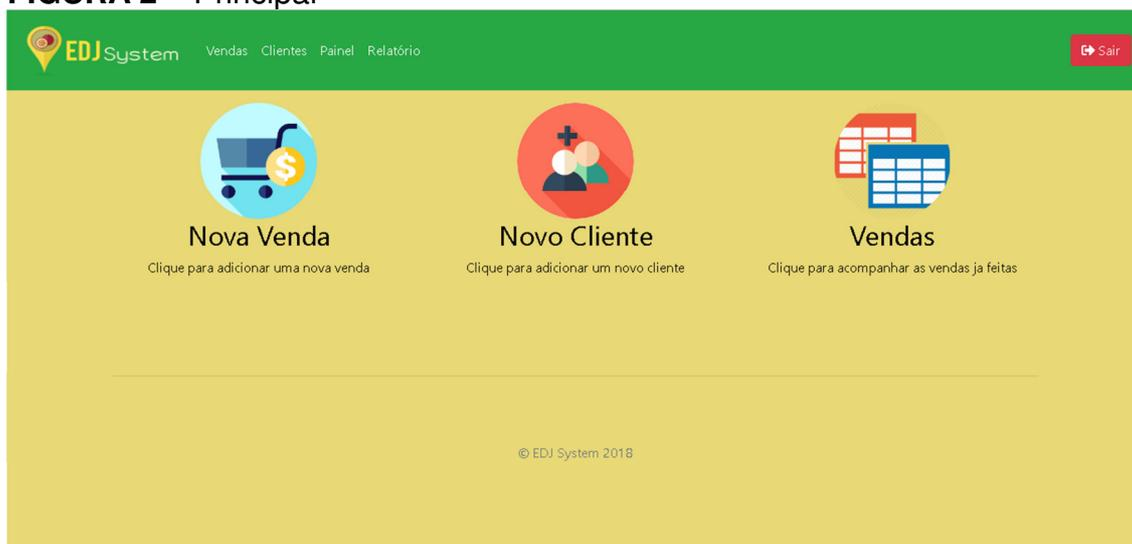 FIGURA 2 – Principal
EDJ System Vendas Clientes Painel Relatório Sair
$
Nova Venda Novo Cliente Vendas
Clique para adicionar uma nova venda Clique para adicionar um novo cliente Clique para acompanhar as vendas ja feitas
© EDJ System 2018